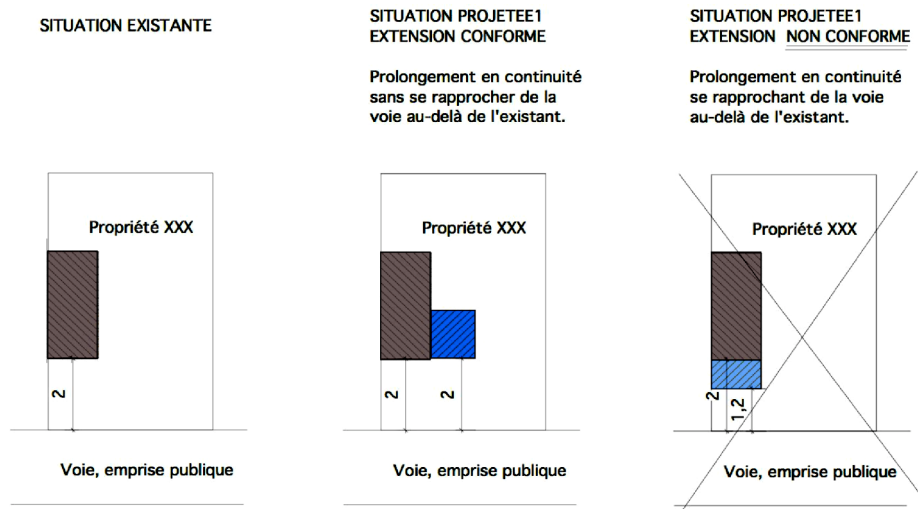 SITUATION EXISTANTE
Propriété XXX
2
Voie, emprise publique
SITUATION PROJETEE1
EXTENSION CONFORME
Prolongement en continuité
sans se rapprocher de la
voie au-delà de l'existant.
Propriété XXX
2
2
Voie, emprise publique
SITUATION PROJETEE1
EXTENSION NON CONFORME
Prolongement en continuité
se rapprochant de la voie
au-delà de l'existant.
Propriété XXX
2
1,2
Voie, emprise publique